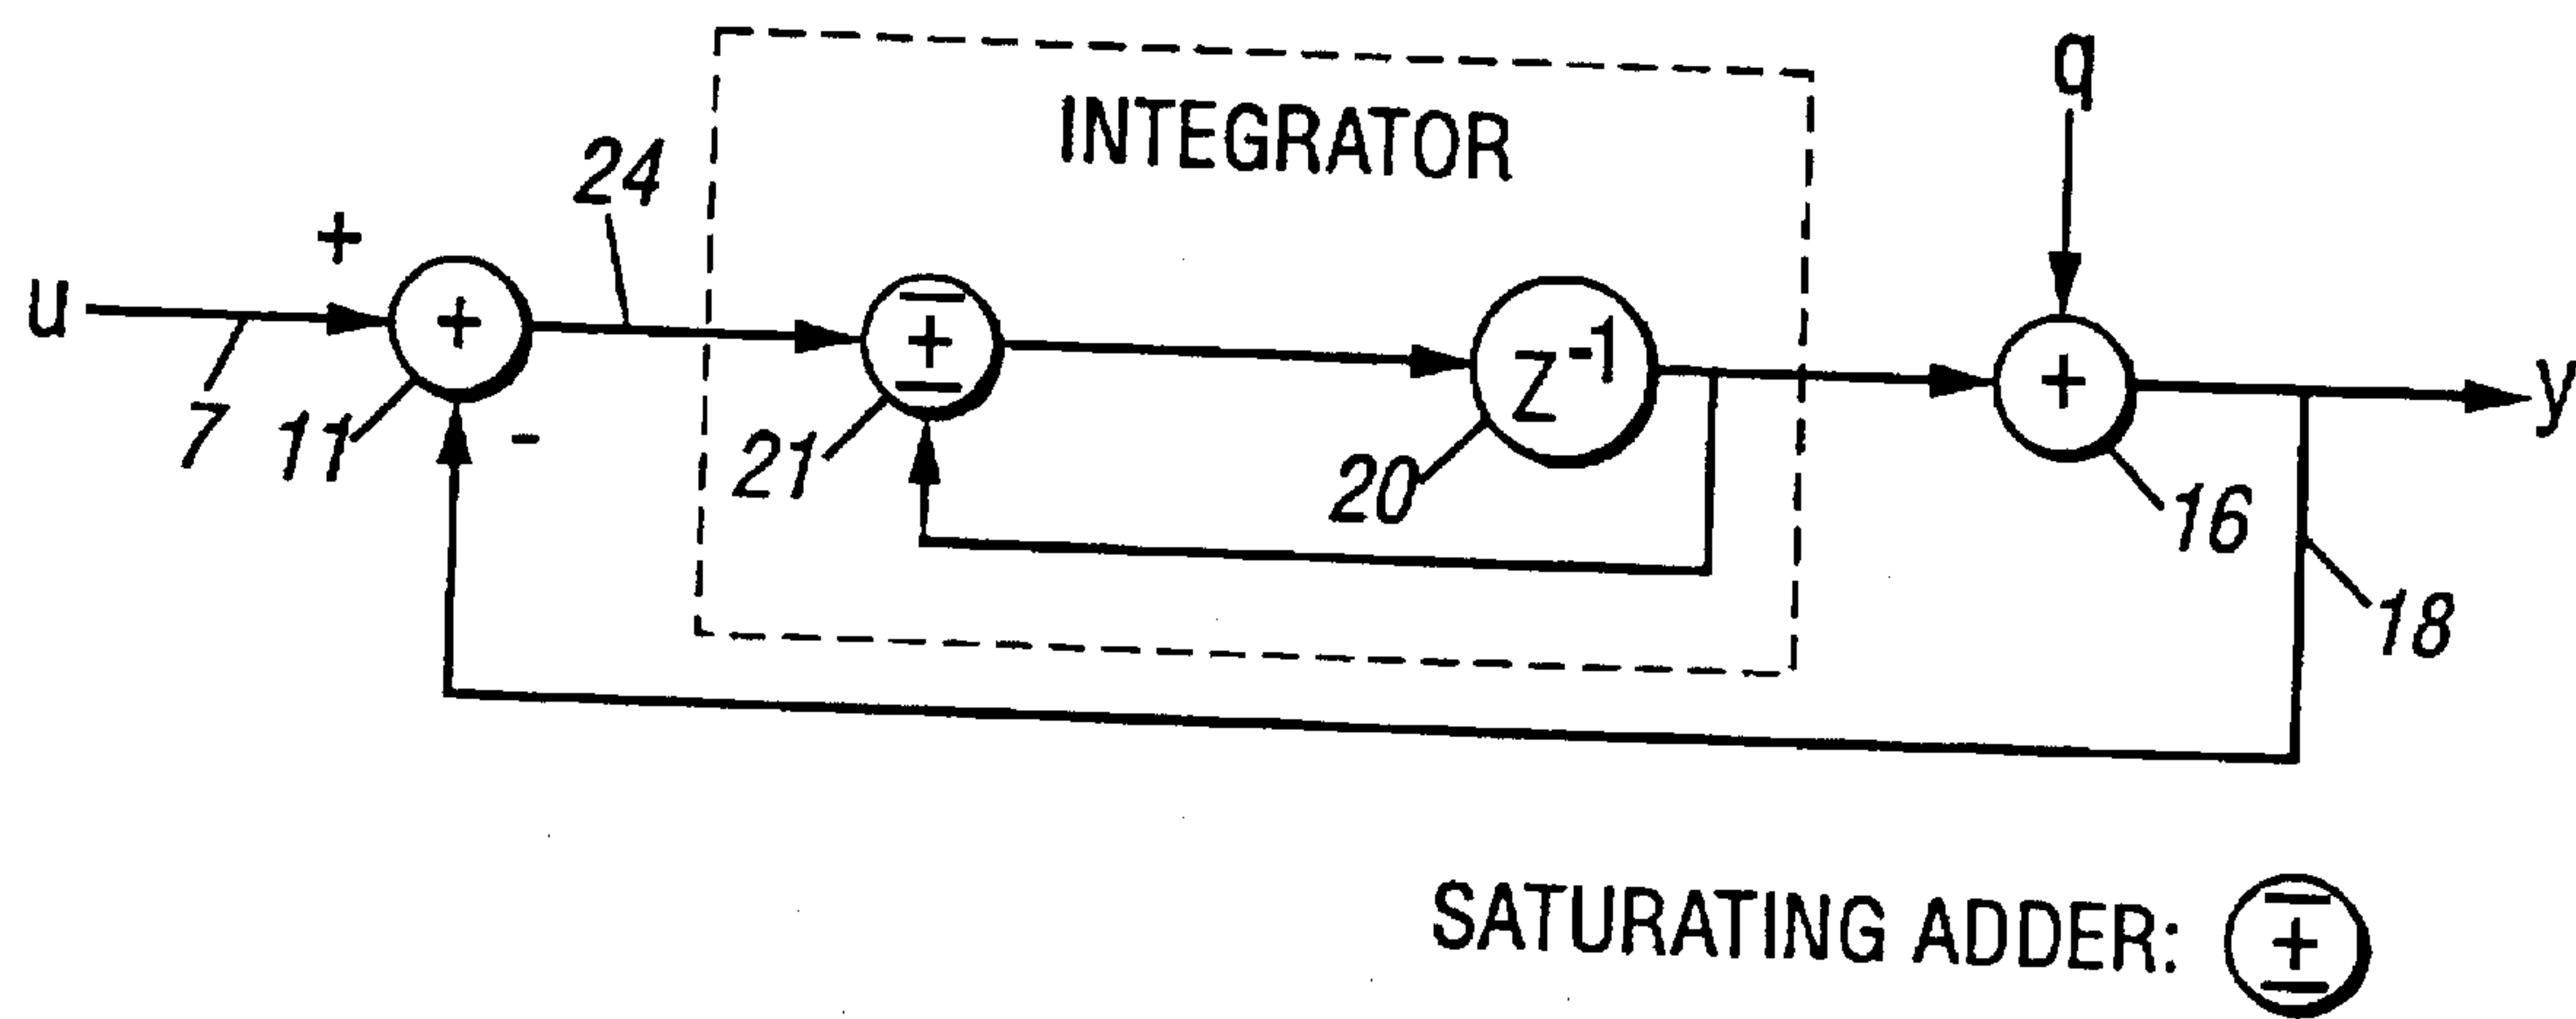 INTEGRATOR
q
24
+
u
+
+
z^-1
+
y
-
7
11
21
20
16
18
SATURATING ADDER: +